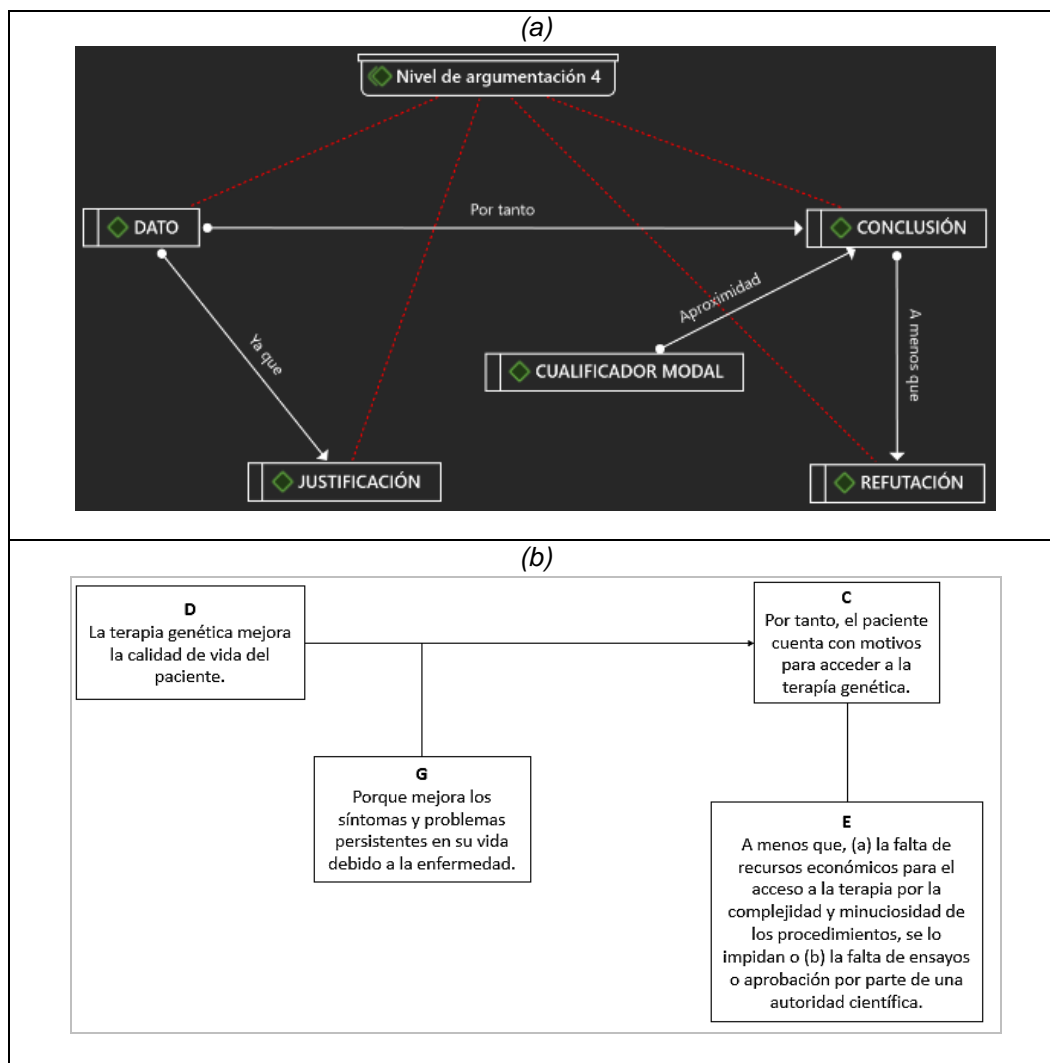 (a)
Nivel de argumentación 4
Por tanto
DATO
CONCLUSIÓN
Aproximidad
Ya que
A menos que
CUALIFICADOR MODAL
JUSTIFICACIÓN
REFUTACIÓN
(b)
D
La terapia genética mejora
la calidad de vida del
paciente.
C
Por tanto, el paciente
cuenta con motivos
para acceder a la
terapía genética.
G
Porque mejora los
síntomas y problemas
persistentes en su vida
debido a la enfermedad.
E
A menos que, (a) la falta de
recursos económicos para el
acceso a la terapia por la
complejidad y minuciosidad de
los procedimientos, se lo
impidan o (b) la falta de ensayos
o aprobación por parte de una
autoridad científica.